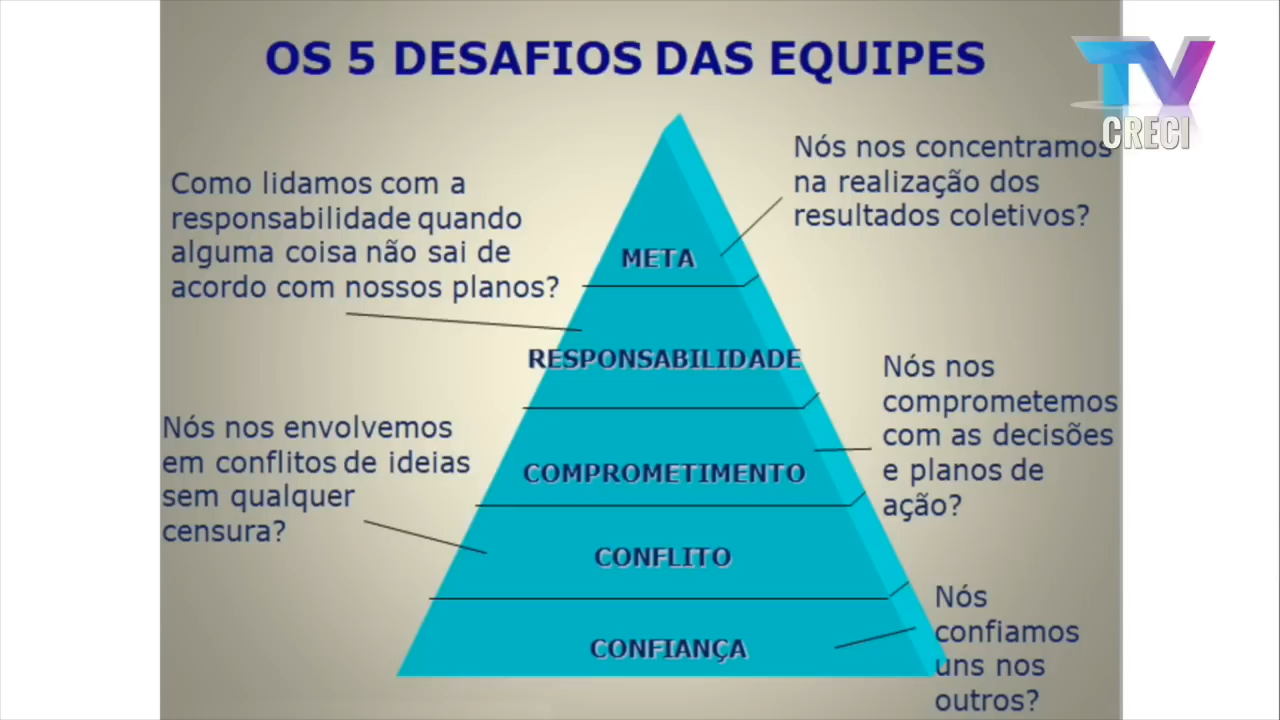 OS 5 DESAFIOS DAS EQUIPES
TV
CRECI
Nós nos concentramos
na realização dos
resultados coletivos?
Como lidamos com a
responsabilidade quando
alguma coisa não sai de
acordo com nossos planos?
META
RESPONSABILIDADE
Nós nos
comprometemos
com as decisões
e planos de
ação?
Nós nos envolvemos
em conflitos de ideias
sem qualquer
censura?
COMPROMETIMENTO
CONFLITO
Nós
confiamos
uns nos
outros?
CONFIANÇA